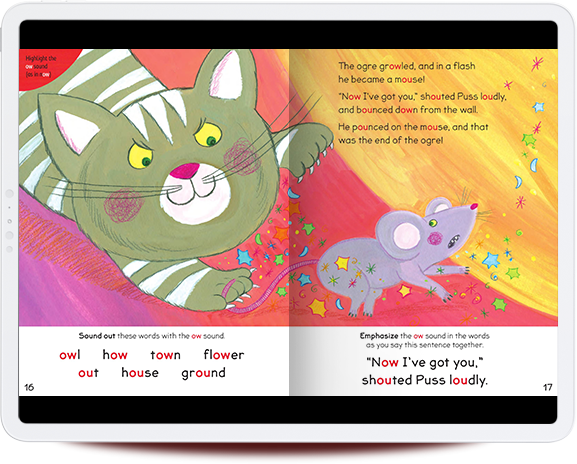 Highlight the
ow sound
(as in now)
The ogre growled, and in a flash
he became a mouse!
“Now I’ve got you,” shouted Puss loudly,
and bounced down from the wall.
He pounced on the mouse, and that
was the end of the ogre!
Sound out these words with the ow sound.
owl how town flower
out house ground
16
Emphasize the ow sound in the words
as you say this sentence together.
“Now I’ve got you,”
shouted Puss loudly.
17